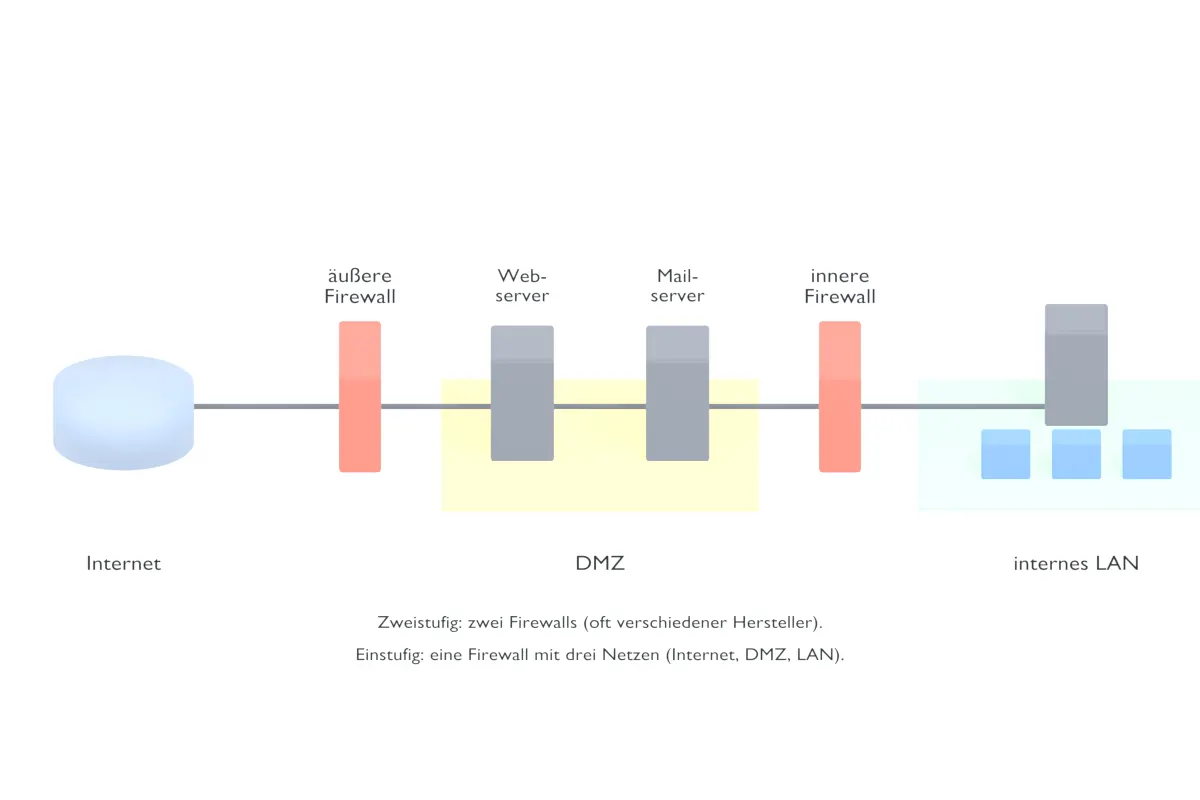 äußere
Firewall
Web-
server
Mail-
server
innere
Firewall
Internet
DMZ
internes LAN
Zweistufig: zwei Firewalls (oft verschiedener Hersteller).
Einstufig: eine Firewall mit drei Netzen (Internet, DMZ, LAN).